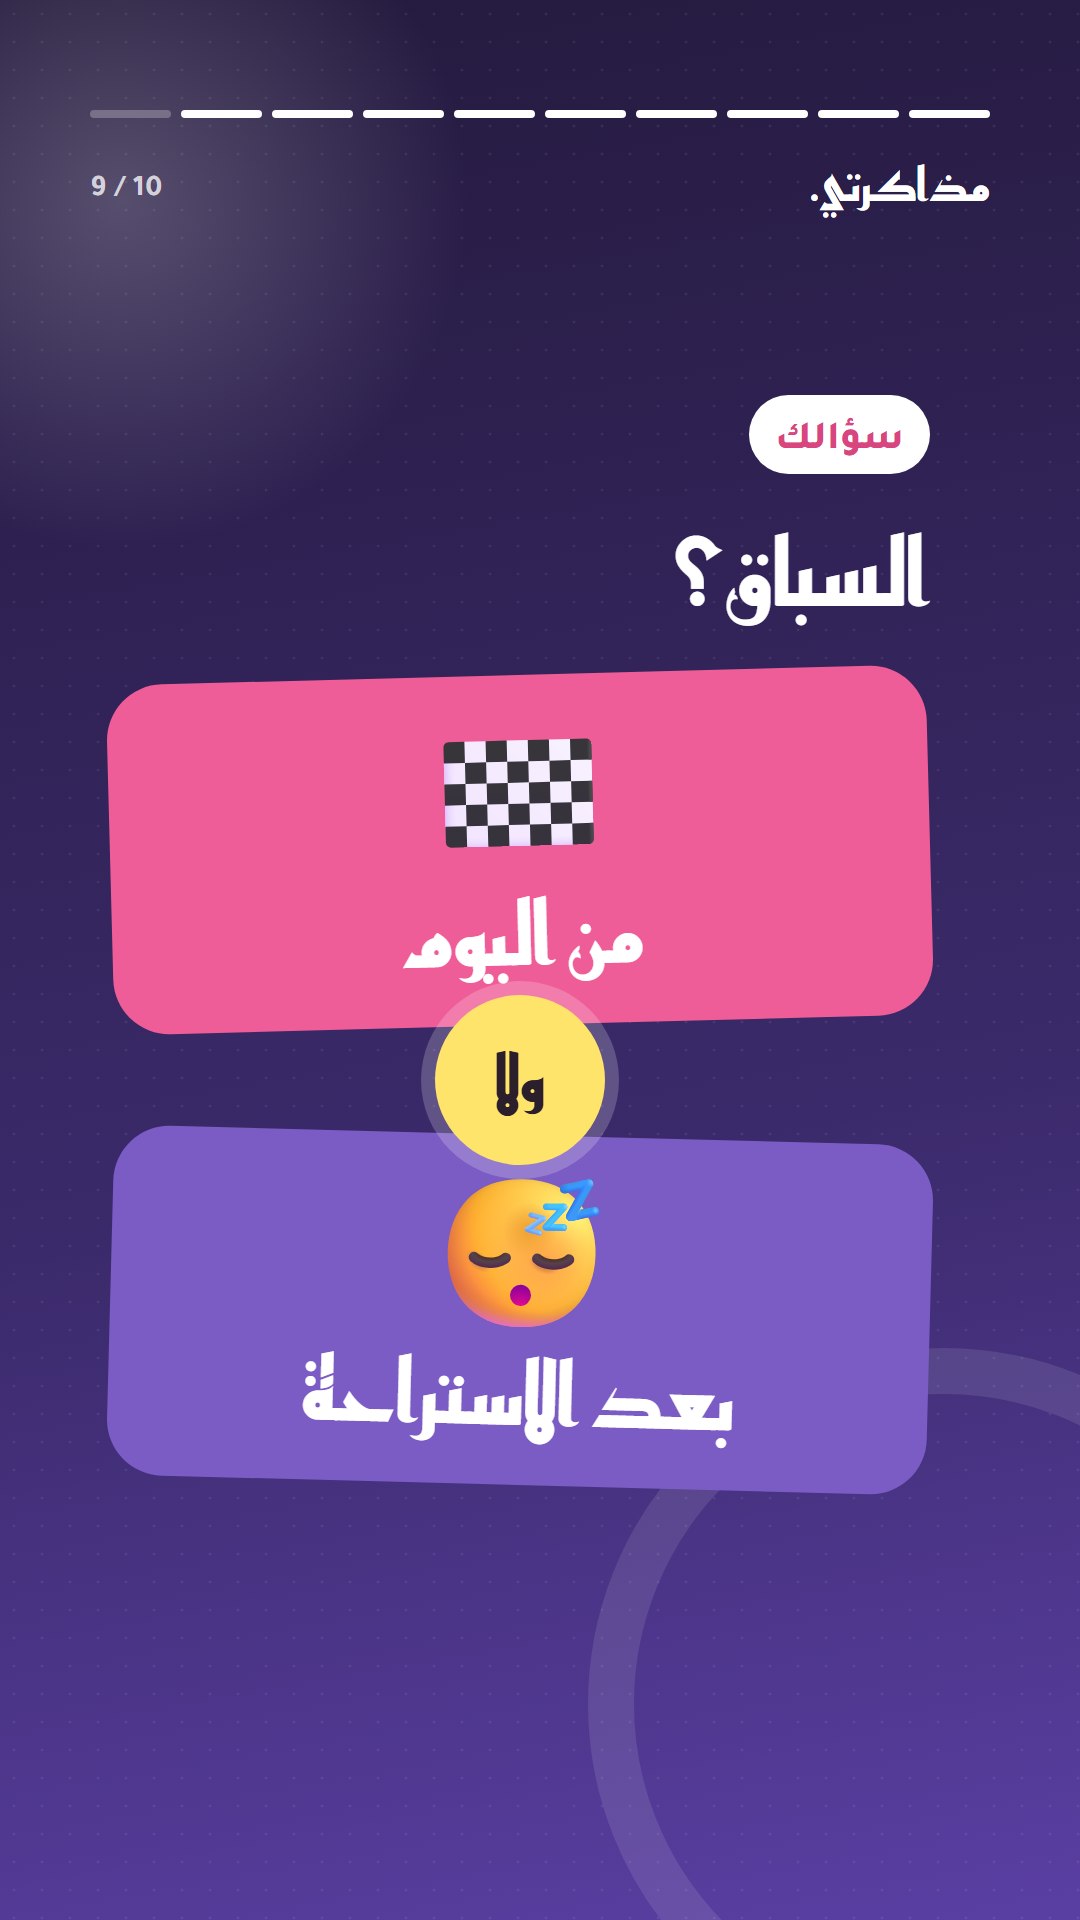 مذاكرتي.
9 / 10
سؤالك
السباق؟
من اليوم
ولا
بعد الاستراحة